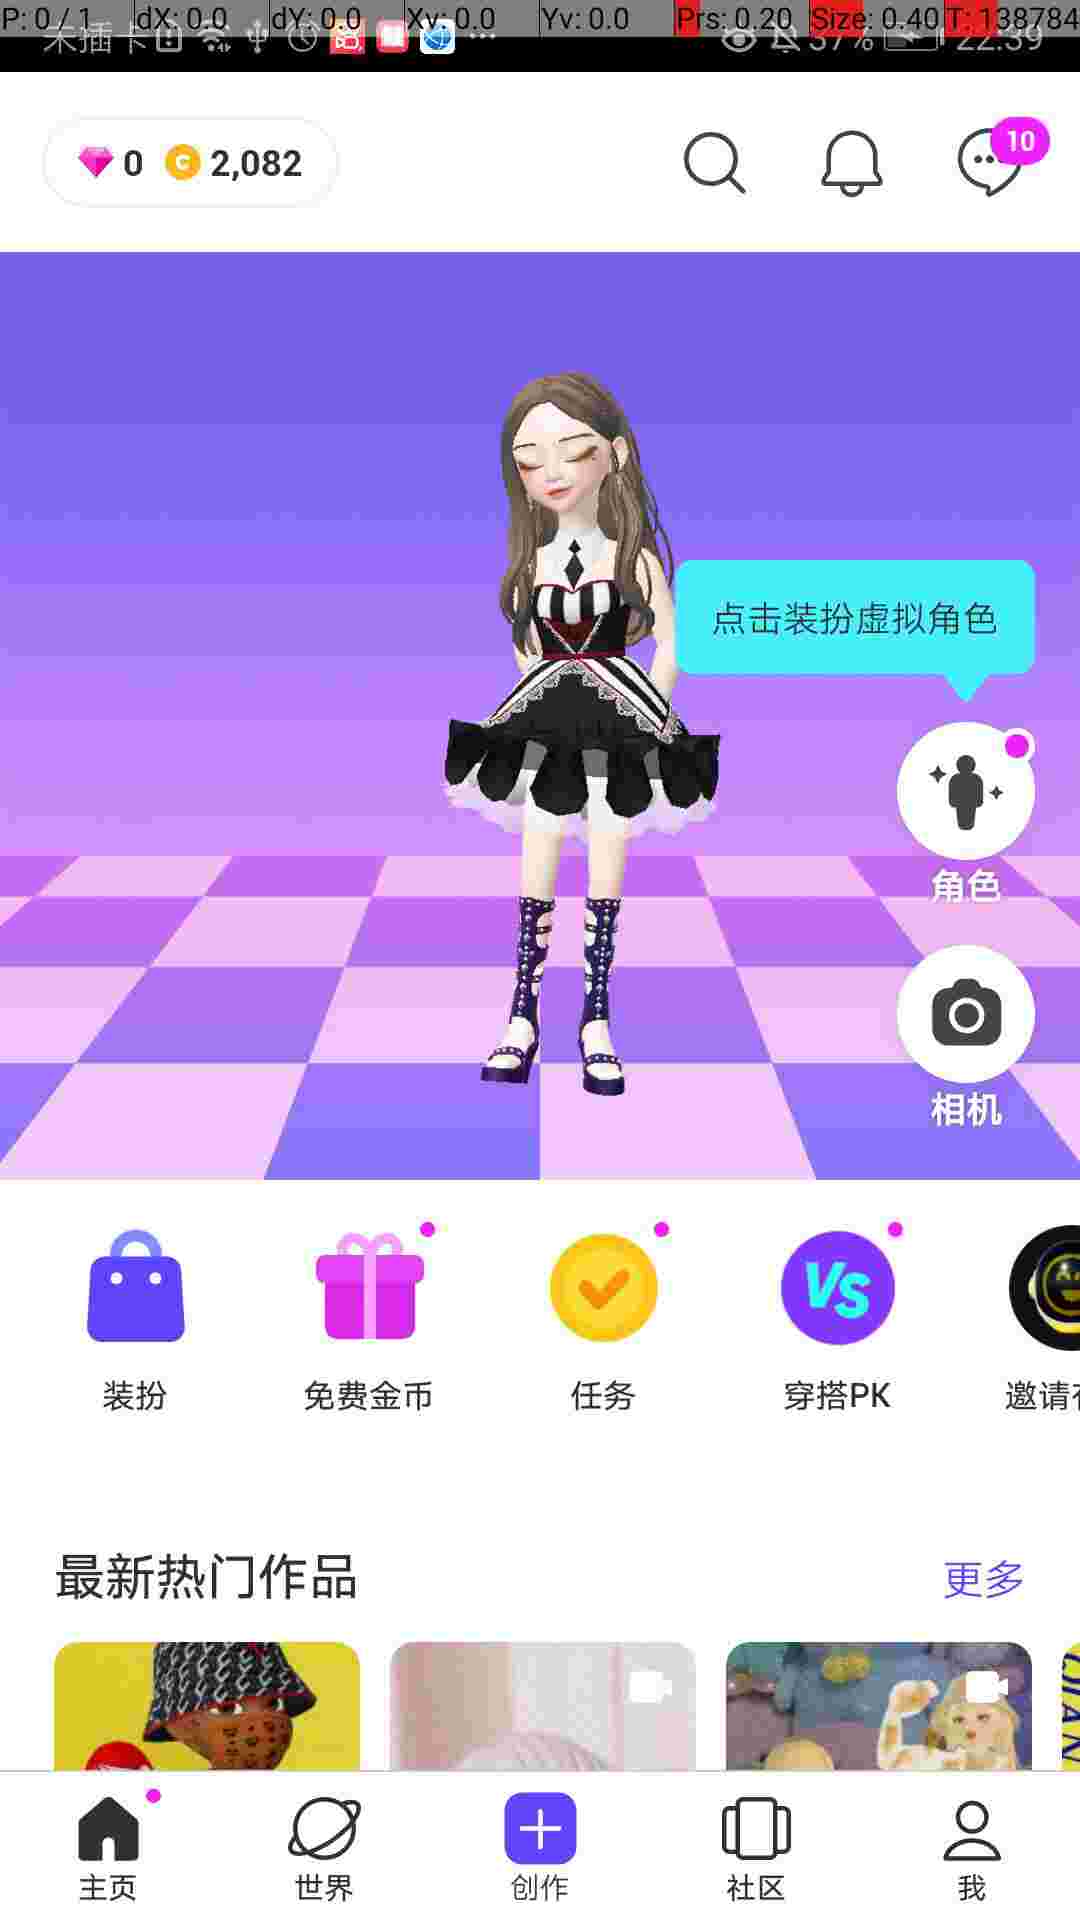 P: 0 / 1 dX: 0.0 dY: 0.0 Xv: 0.0 Yv: 0.0 Prs: 0.20 Size: 0.40 T: 138784
未插卡 37% 22:39
0 2,082
10
点击装扮虚拟角色
角色
相机
VS
装扮 免费金币 任务 穿搭PK 邀请
最新热门作品 更多
主页 世界 创作 社区 我